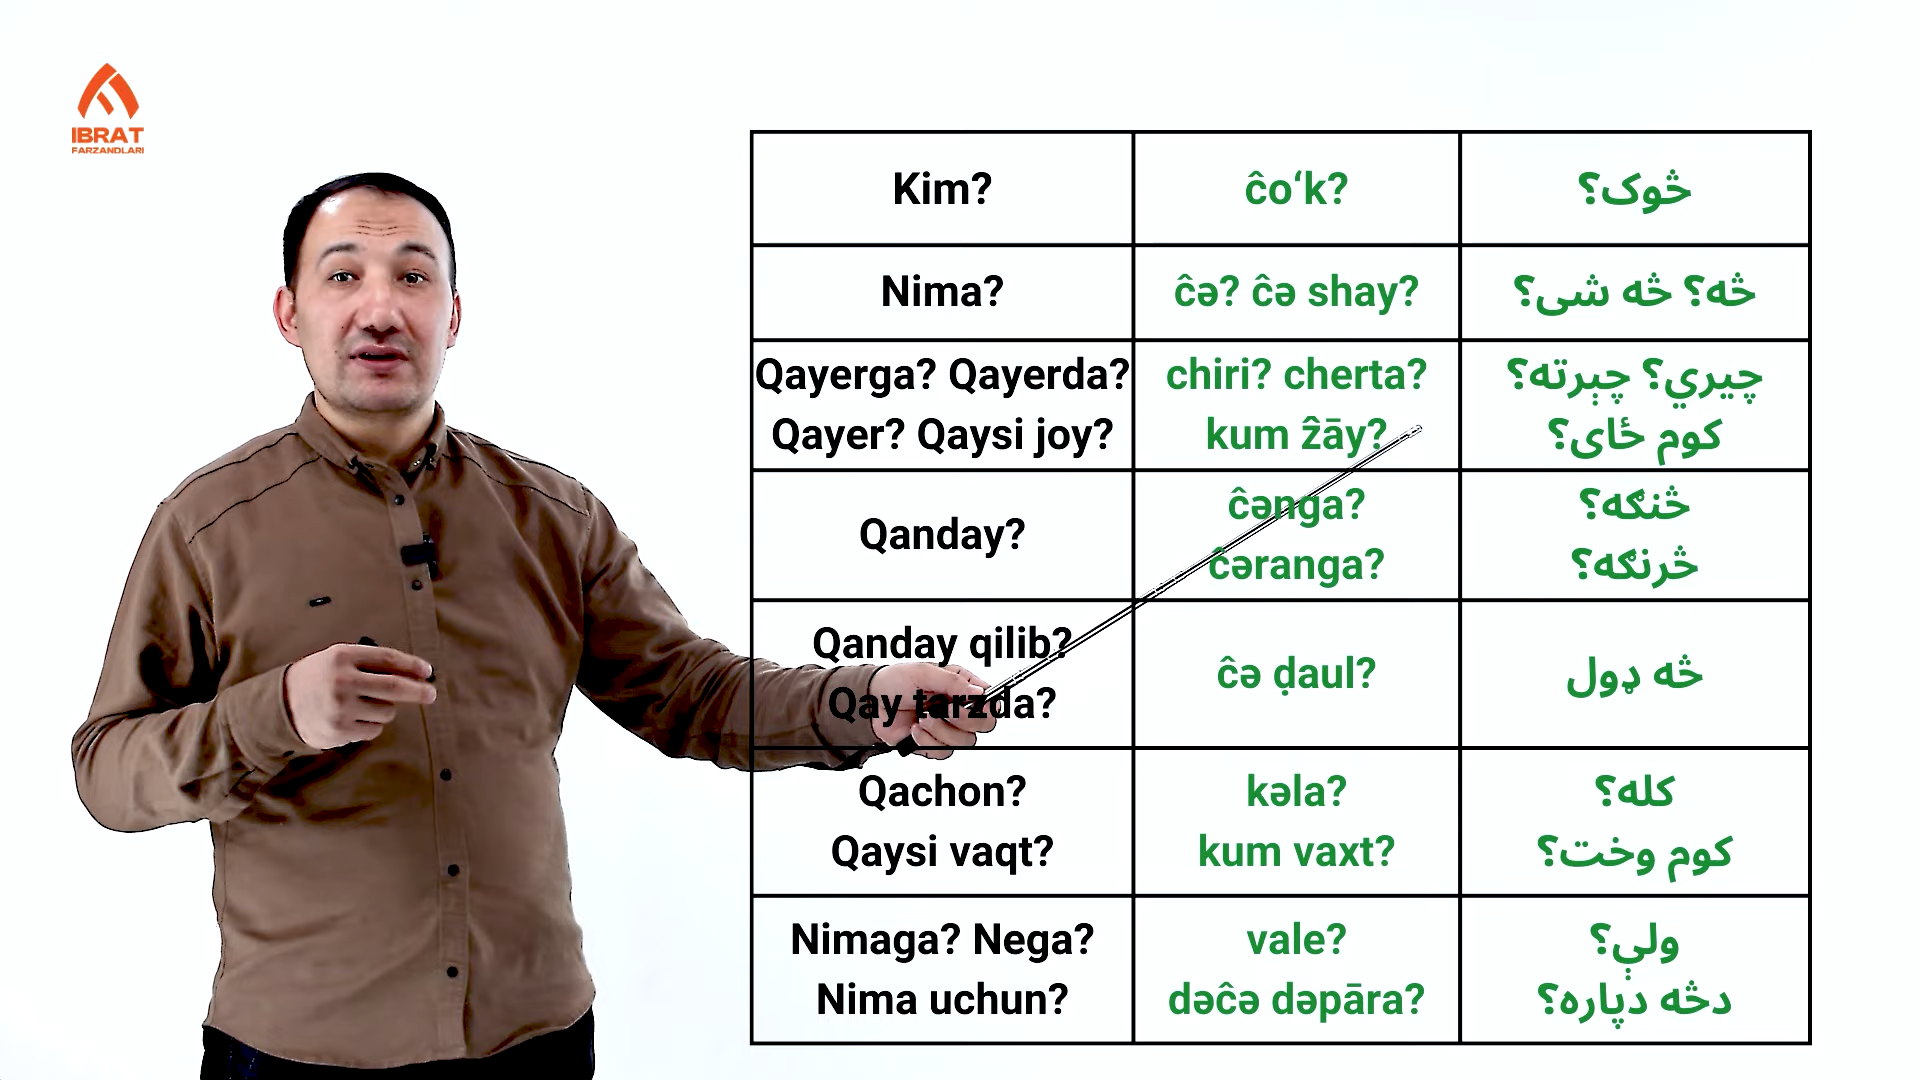 IBRAT
FARZANDLARI
Kim?
ĉo‘k?
څوک؟
Nima?
ĉə? ĉə shay?
څه؟ څه شی؟
Qayerga? Qayerda?
Qayer? Qaysi joy?
chiri? cherta?
kum ẑāy?
چیري؟ چېرته؟
کوم ځای؟
Qanday?
ĉənga?
ĉəranga?
څنګه؟
څرنګه؟
Qanday qilib?
Qay tarzda?
ĉə ḍaul?
څه ډول
Qachon?
Qaysi vaqt?
kəla?
kum vaxt?
کله؟
کوم وخت؟
Nimaga? Nega?
Nima uchun?
vale?
dəĉə dəpāra?
ولې؟
دڅه دپاره؟